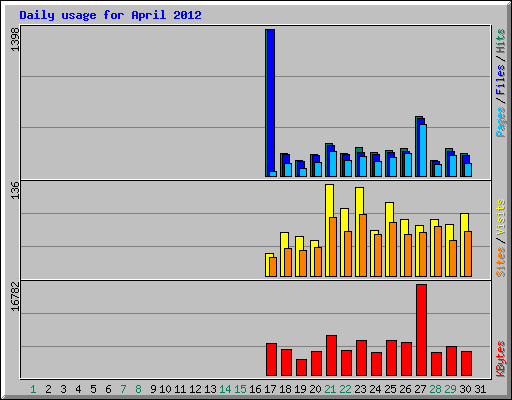 Daily usage for April 2012
1398
Pages/Files/Hits
136
Sites/Visits
16782
KBytes
1 2 3 4 5 6 7 8 9 10 11 12 13 14 15 16 17 18 19 20 21 22 23 24 25 26 27 28 29 30 31